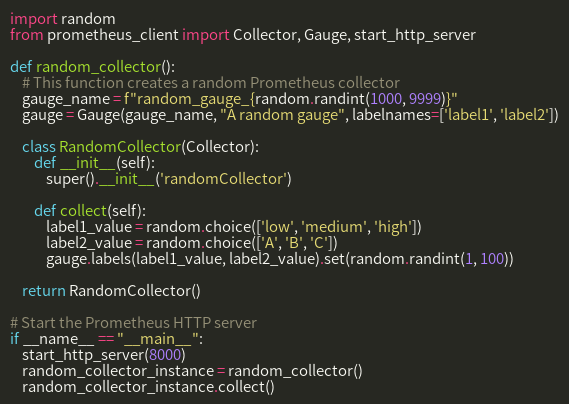 import random
from prometheus_client import Collector, Gauge, start_http_server

def random_collector():
    # This function creates a random Prometheus collector
    gauge_name = f"random_gauge_{random.randint(1000, 9999)}"
    gauge = Gauge(gauge_name, "A random gauge", labelnames=['label1', 'label2'])

    class RandomCollector(Collector):
        def __init__(self):
            super().__init__('randomCollector')

        def collect(self):
            label1_value = random.choice(['low', 'medium', 'high'])
            label2_value = random.choice(['A', 'B', 'C'])
            gauge.labels(label1_value, label2_value).set(random.randint(1, 100))

    return RandomCollector()

# Start the Prometheus HTTP server
if __name__ == "__main__":
    start_http_server(8000)
    random_collector_instance = random_collector()
    random_collector_instance.collect()